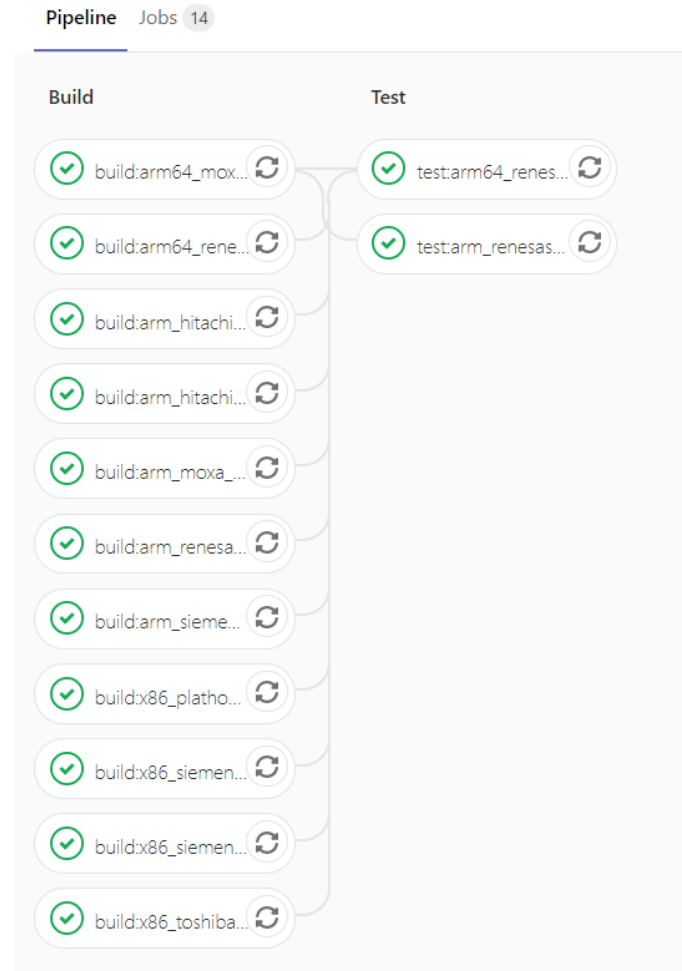 Pipeline Jobs 14
Build
Test
build:arm64_mox...
test:arm64_renes...
build:arm64_rene...
test:arm_renesas...
build:arm_hitachi...
build:arm_hitachi...
build:arm_moxa_...
build:arm_renesa...
build:arm_sieme...
build:x86_platho...
build:x86_siemen...
build:x86_siemen...
build:x86_toshiba...